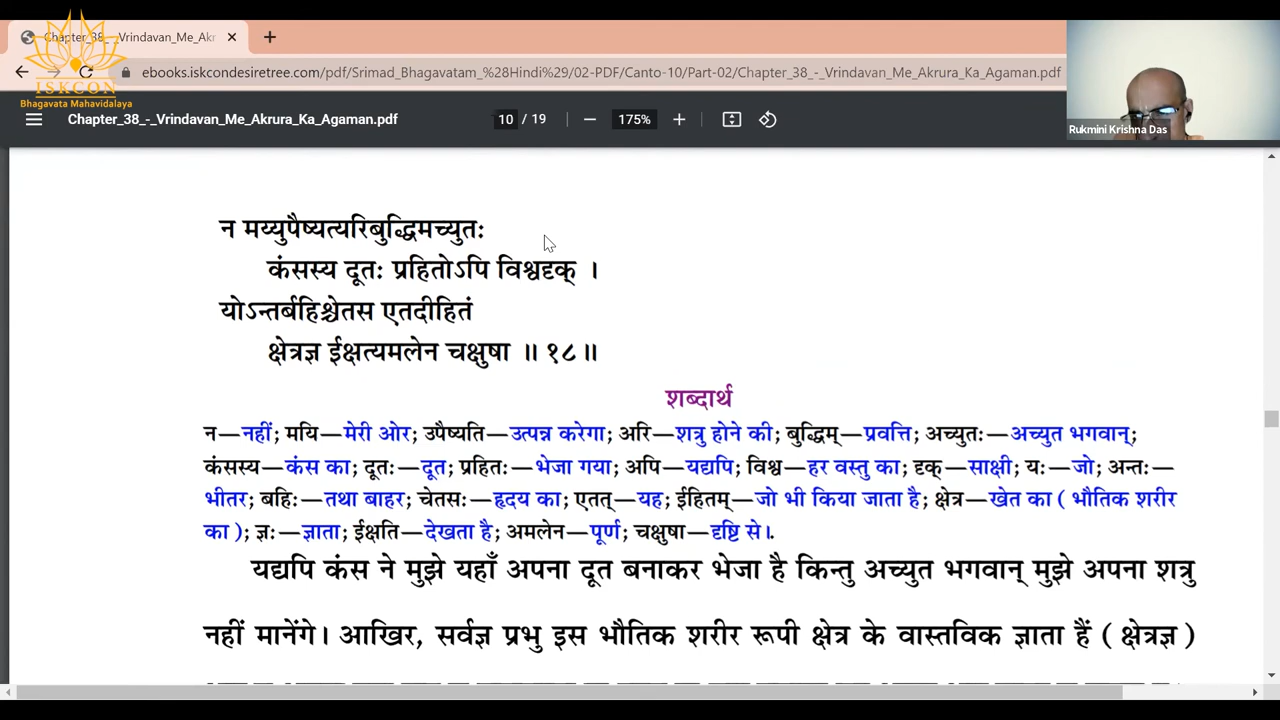 Chapter_38_-_Vrindavan_Me_Akr
ISKCON
Bhagavata Mahavidalaya
ebooks.iskcondesiretree.com/pdf/Srimad_Bhagavatam_%28Hindi%29/02-PDF/Canto-10/Part-02/Chapter_38_-_Vrindavan_Me_Akrura_Ka_Agaman.pdf
Rukmini Krishna Das
Chapter_38_-_Vrindavan_Me_Akrura_Ka_Agaman.pdf
10 / 19
175%
न मय्युपैष्यत्यरिबुद्धिमच्युतः
कंसस्य दूतः प्रहितोऽपि विश्वदृक् ।
योऽन्तर्बहिश्चेतस एतदीहितं
क्षेत्रज्ञ ईक्षत्यमलेन चक्षुषा ॥ १८॥
शब्दार्थ
न—नहीं; मयि—मेरी ओर; उपैष्यति—उत्पन्न करेगा; अरि—शत्रु होने की; बुद्धिम्—प्रवत्ति; अच्युतः—अच्युत भगवान्;
कंसस्य—कंस का; दूतः—दूत; प्रहितः—भेजा गया; अपि—यद्यपि; विश्व—हर वस्तु का; दृक्—साक्षी; यः—जो; अन्तः—
भीतर; बहिः—तथा बाहर; चेतसः—हृदय का; एतत्—यह; ईहितम्—जो भी किया जाता है; क्षेत्र—खेत का ( भौतिक शरीर
का ); ज्ञः—ज्ञाता; ईक्षति—देखता है; अमलेन—पूर्ण; चक्षुषा—दृष्टि से।.
यद्यपि कंस ने मुझे यहाँ अपना दूत बनाकर भेजा है किन्तु अच्युत भगवान् मुझे अपना शत्रु
नहीं मानेंगे। आखिर, सर्वज्ञ प्रभु इस भौतिक शरीर रूपी क्षेत्र के वास्तविक ज्ञाता हैं ( क्षेत्रज्ञ )